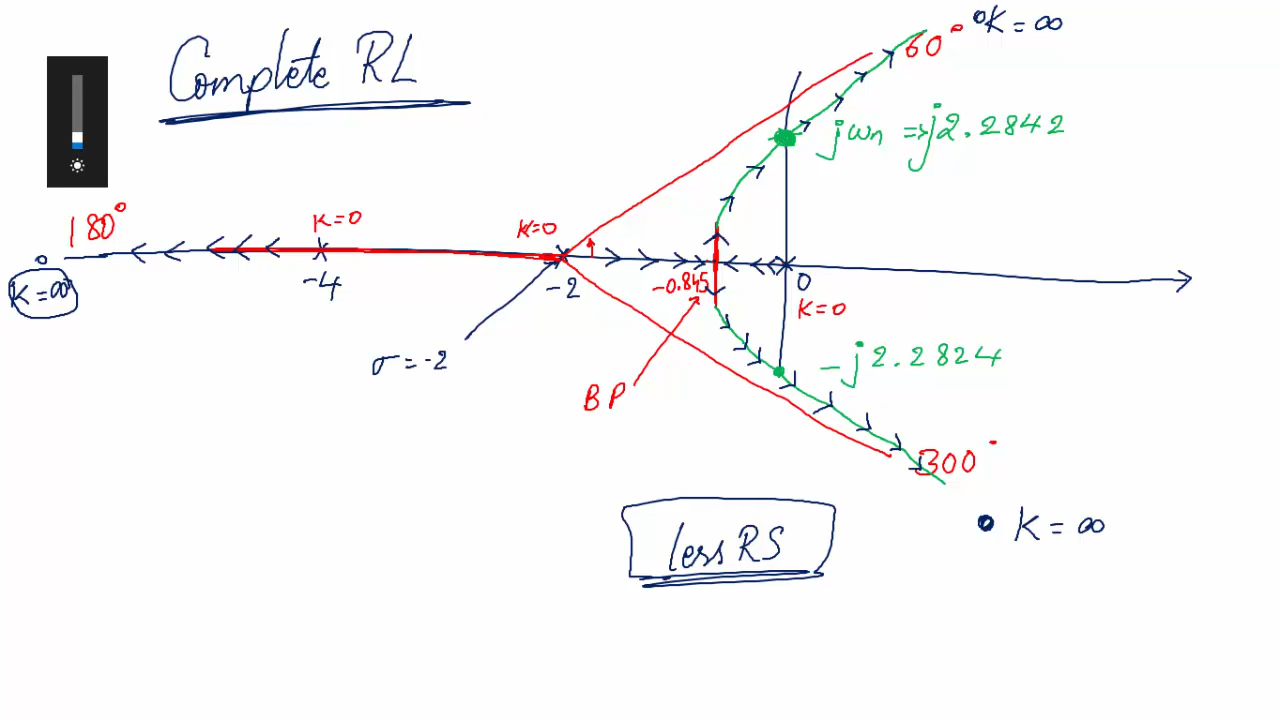 Complete RL
60° K = ∞
jωn ⇒ j2.2842
180°
K=0
K=0
K = ∞
-4
-2
-0.845
0
K=0
σ = -2
BP
-j2.2824
300°
less RS
K = ∞